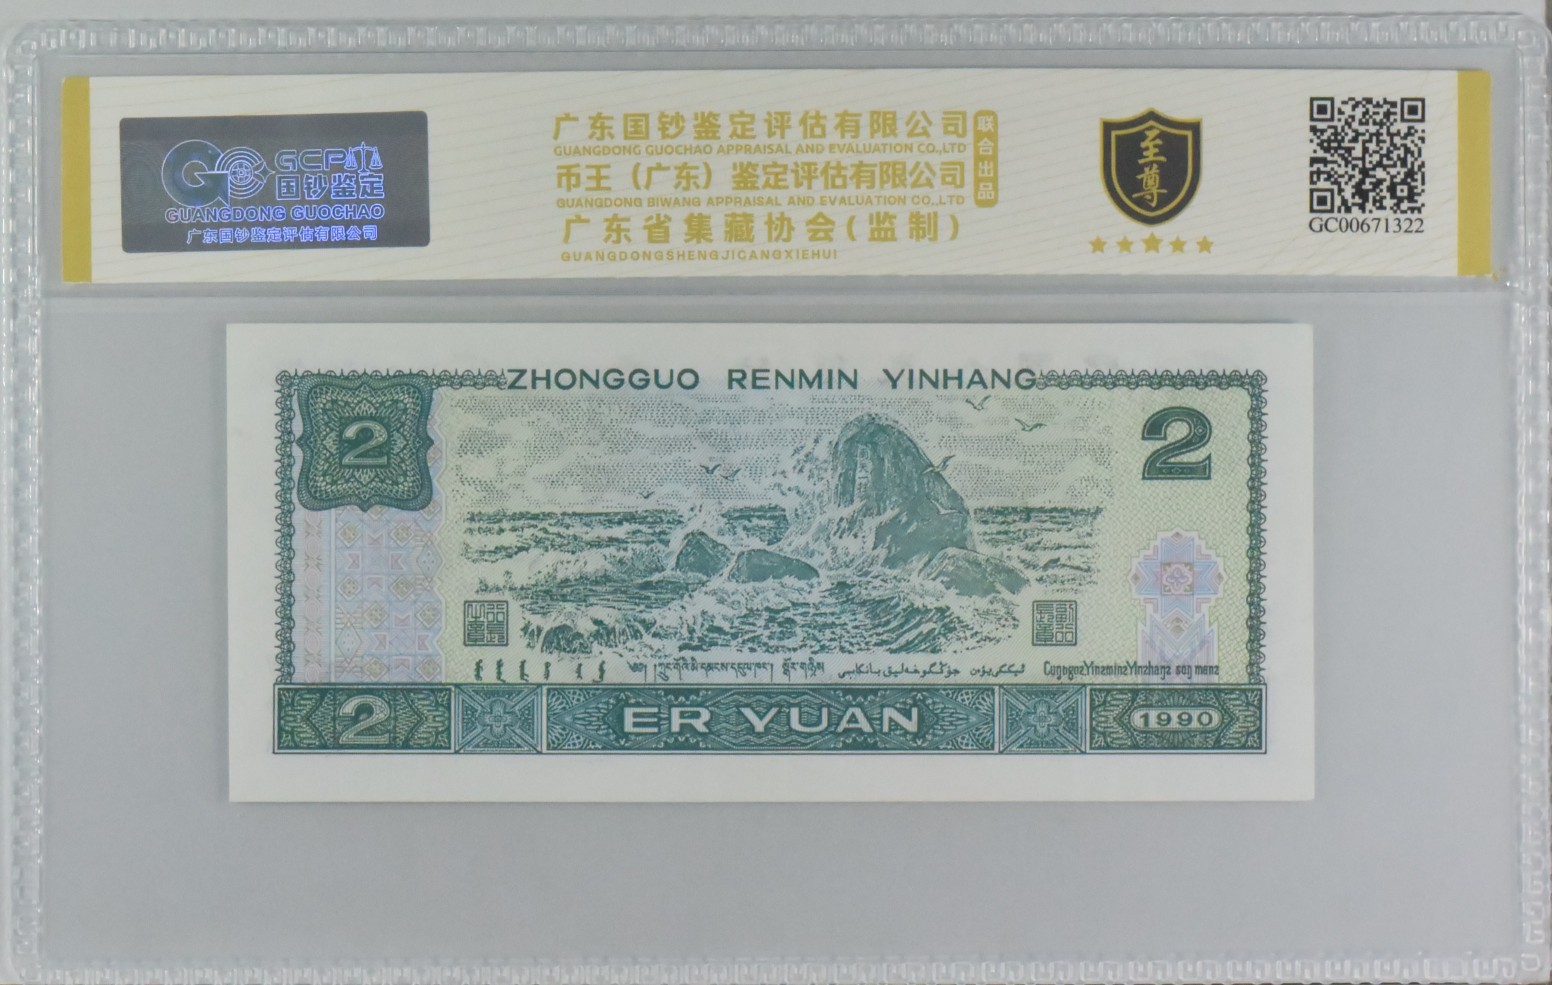 GCP
国钞鉴定
GUANGDONG GUOCHAO
广东国钞鉴定评估有限公司
广东国钞鉴定评估有限公司
GUANGDONG GUOCHAO APPRAISAL AND EVALUATION CO.,LTD
币王（广东）鉴定评估有限公司
GUANGDONG BIWANG APPRAISAL AND EVALUATION CO.,LTD
联合出品
广东省集藏协会(监制)
GUANGDONGSHENGJICANGXIEHUI
至尊
GC00671322
ZHONGGUO RENMIN YINHANG
2
2
Cunghgoz Yinzminz Yinzhangz song maenz
2
ER YUAN
1990